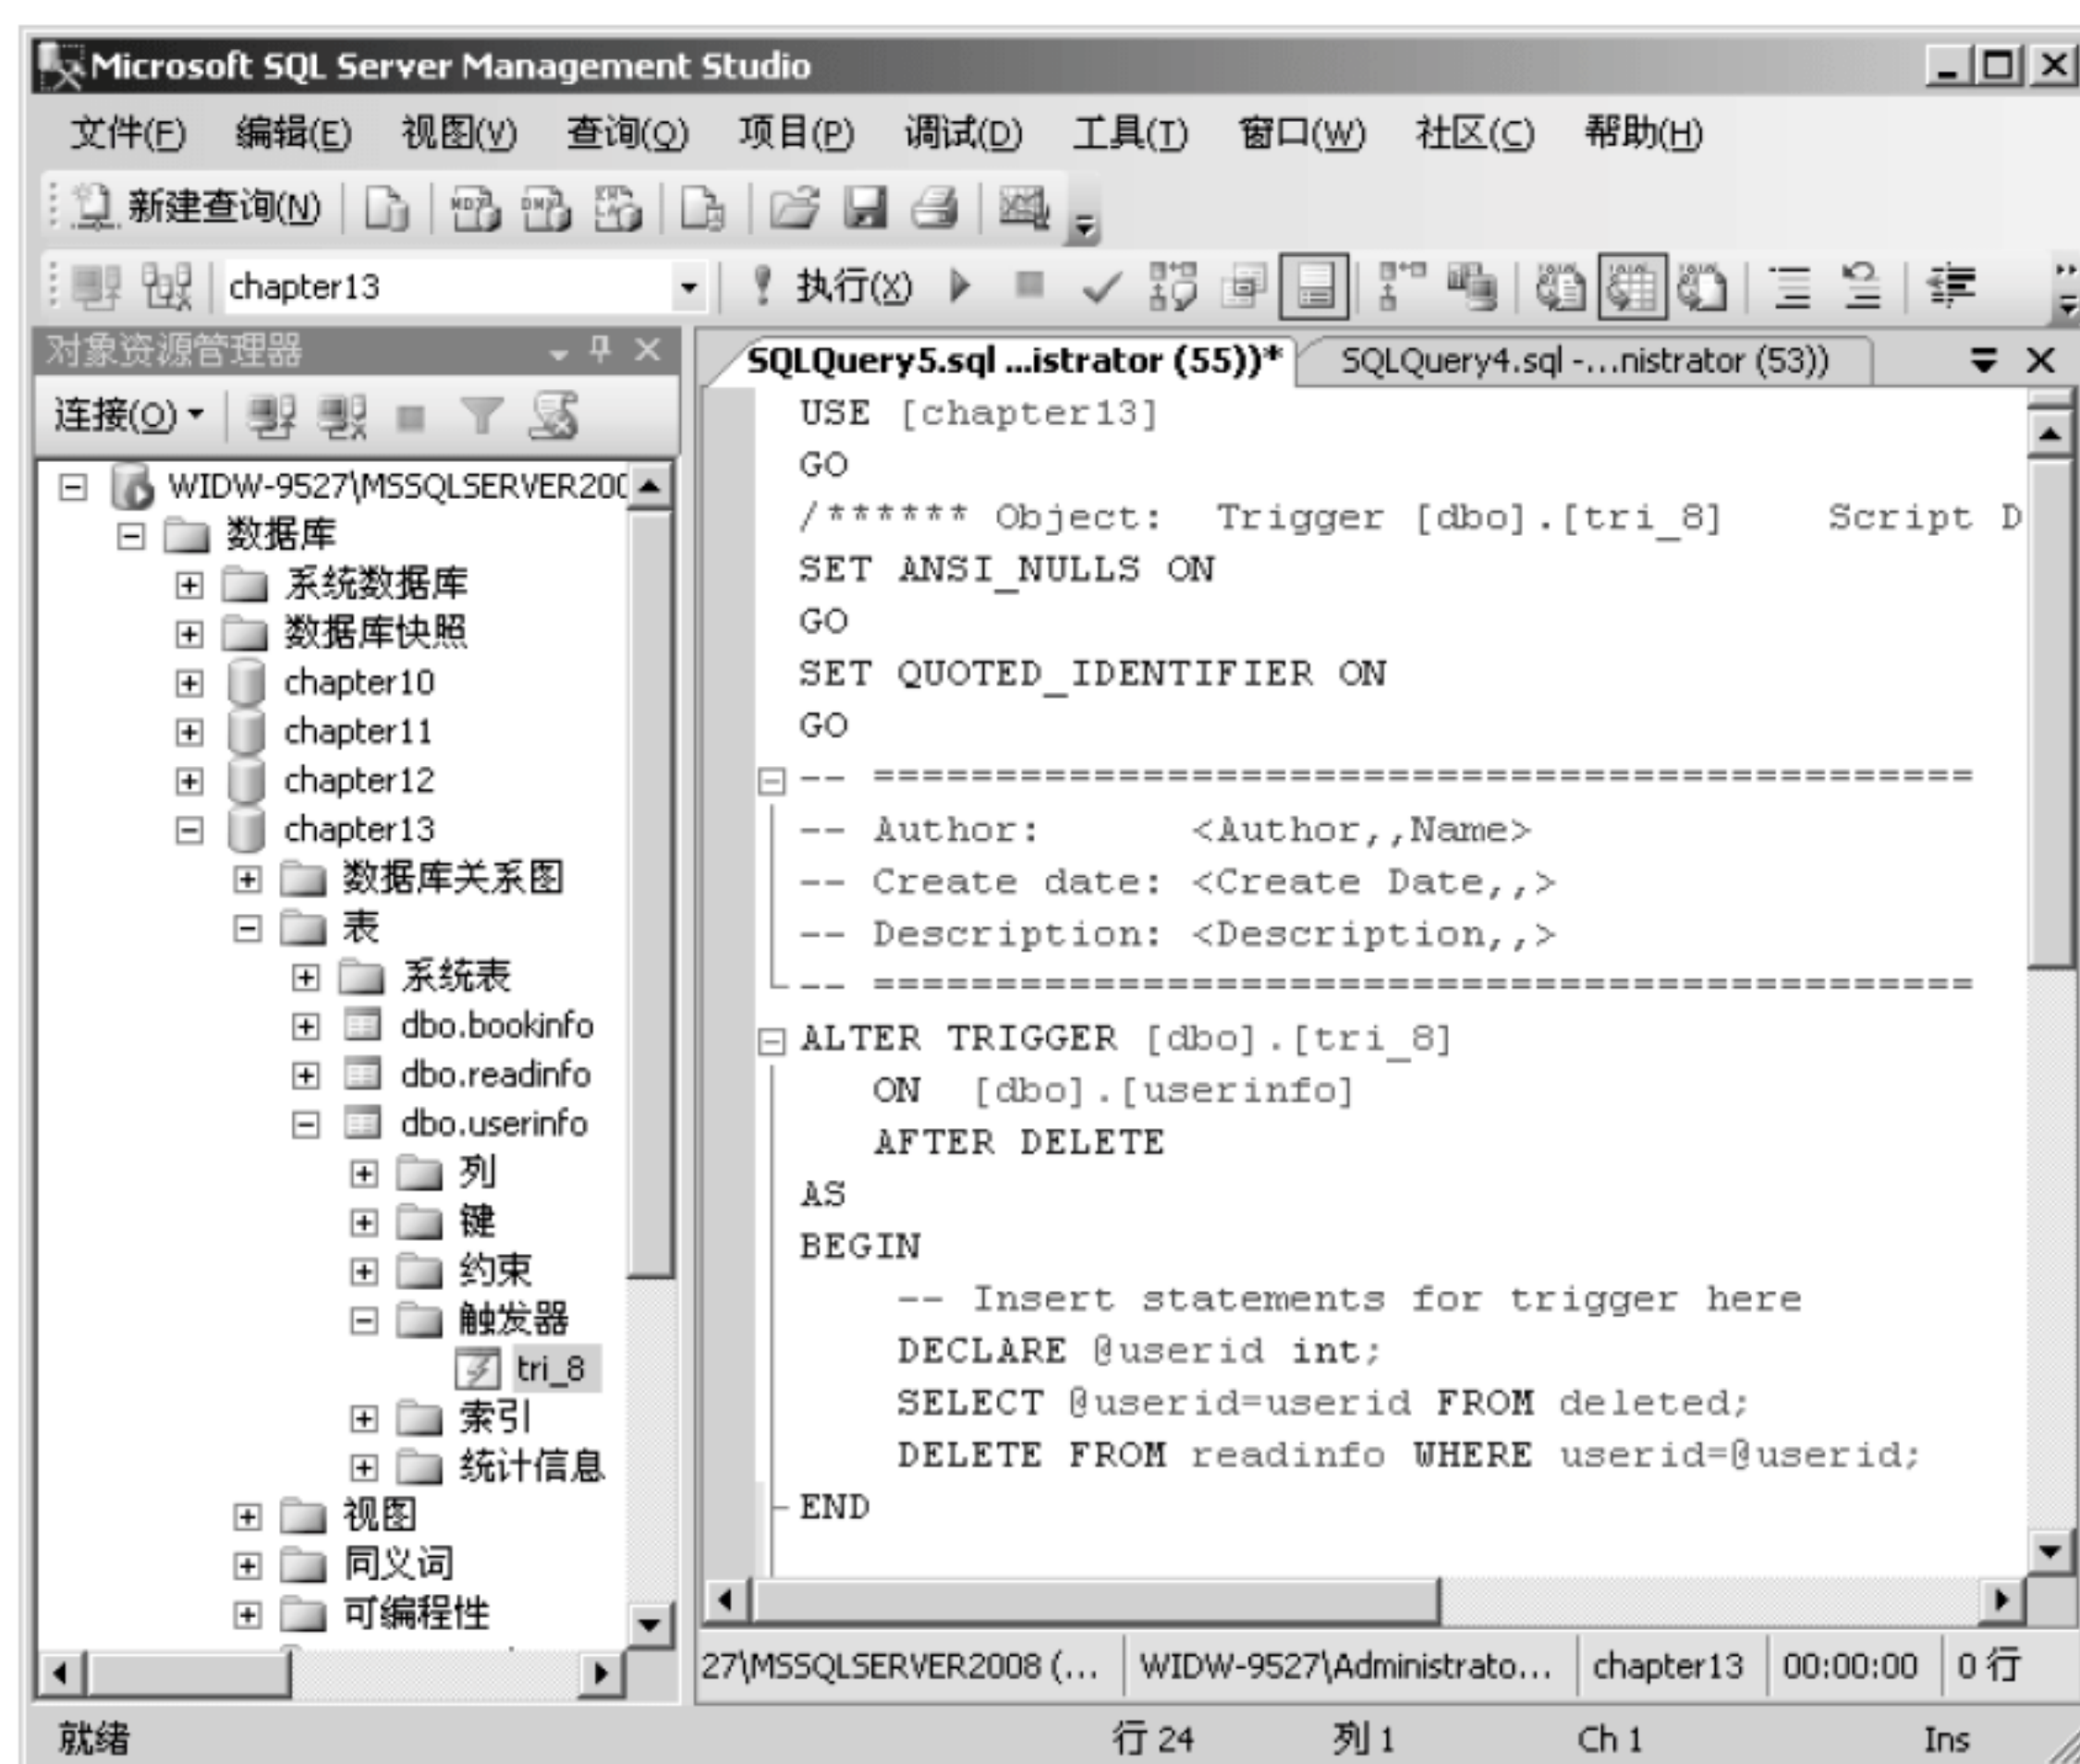 Microsoft SQL Server Management Studio
文件(F) 编辑(E) 视图(V) 查询(Q) 项目(P) 调试(D) 工具(T) 窗口(W) 社区(C) 帮助(H)
新建查询(N)
chapter13 执行(X)
对象资源管理器
连接(O)
WIDW-9527\MSSQLSERVER200
数据库
系统数据库
数据库快照
chapter10
chapter11
chapter12
chapter13
数据库关系图
表
系统表
dbo.bookinfo
dbo.readinfo
dbo.userinfo
列
键
约束
触发器
tri_8
索引
统计信息
视图
同义词
可编程性
SQLQuery5.sql ...istrator (55))* SQLQuery4.sql -...nistrator (53))
USE [chapter13]
GO
/****** Object: Trigger [dbo].[tri_8] Script D
SET ANSI_NULLS ON
GO
SET QUOTED_IDENTIFIER ON
GO
-- =============================================
-- Author: <Author,,Name>
-- Create date: <Create Date,,>
-- Description: <Description,,>
-- =============================================
ALTER TRIGGER [dbo].[tri_8]
ON [dbo].[userinfo]
AFTER DELETE
AS
BEGIN
-- Insert statements for trigger here
DECLARE @userid int;
SELECT @userid=userid FROM deleted;
DELETE FROM readinfo WHERE userid=@userid;
END
27\MSSQLSERVER2008 (... WIDW-9527\Administrato... chapter13 00:00:00 0 行
就绪 行 24 列 1 Ch 1 Ins